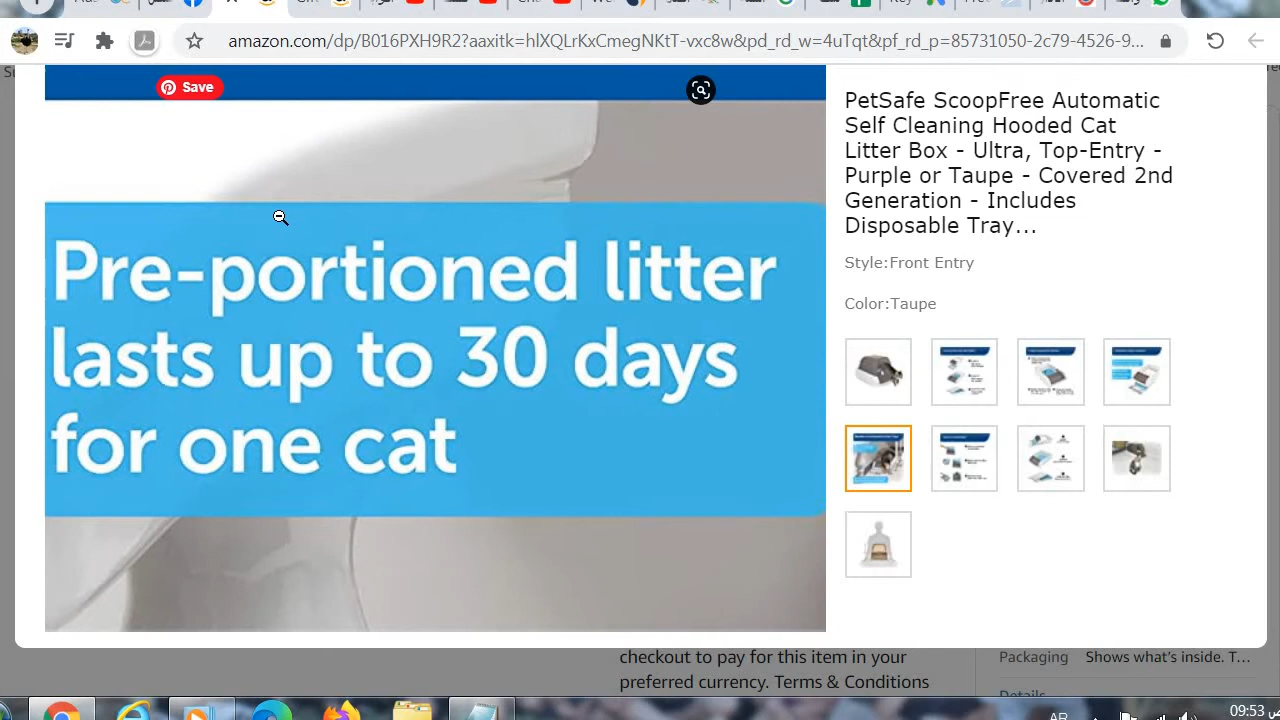 amazon.com/dp/B016PXH9R2?aaxitk=hlXQLrKxCmegNKtT-vxc8w&pd_rd_w=4uTqt&pf_rd_p=85731050-2c79-4526-9...
Save
Pre-portioned litter
lasts up to 30 days
for one cat
PetSafe ScoopFree Automatic
Self Cleaning Hooded Cat
Litter Box - Ultra, Top-Entry -
Purple or Taupe - Covered 2nd
Generation - Includes
Disposable Tray...
Style:Front Entry
Color:Taupe
checkout to pay for this item in your
preferred currency. Terms & Conditions
Packaging Shows what's inside. T...
Details
AR
09:53